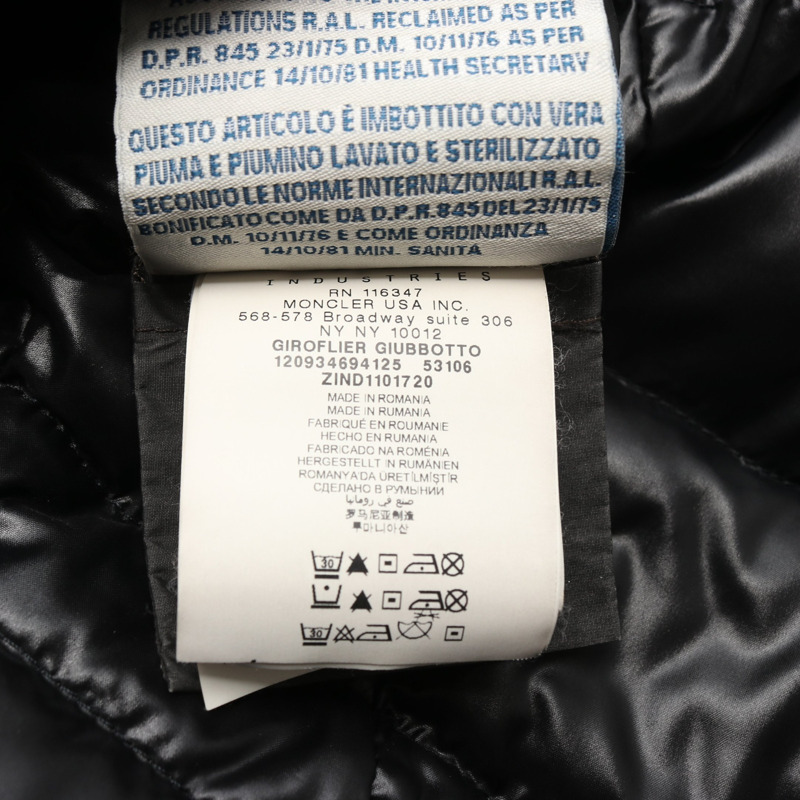 REGULATIONS R.A.L. RECLAIMED AS PER
D.P.R. 845 23/1/75 D.M. 10/11/76 AS PER
ORDINANCE 14/10/81 HEALTH SECRETARY
QUESTO ARTICOLO È IMBOTTITO CON VERA
PIUMA E PIUMINO LAVATO E STERILIZZATO
SECONDO LE NORME INTERNAZIONALI R.A.L.
BONIFICATO COME DA D.P.R. 845 DEL 23/1/75
D.M. 10/11/76 E COME ORDINANZA
14/10/81 MIN. SANITÀ
INDUSTRIES
RN 116347
MONCLER USA INC.
568-578 Broadway suite 306
NY NY 10012
GIROFLIER GIUBBOTTO
120934694125 53106
ZIND1101720
MADE IN ROMANIA
MADE IN RUMANIA
FABRIQUÉ EN ROUMANIE
HECHO EN RUMANIA
FABRICADO NA ROMÉNIA
HERGESTELLT IN RUMÄNIEN
ROMANYA'DA ÜRETİLMİŞTİR
СДЕЛАНО В РУМЫНИИ
صنع في رومانيا
罗马尼亚制造
루마니아산
30
30